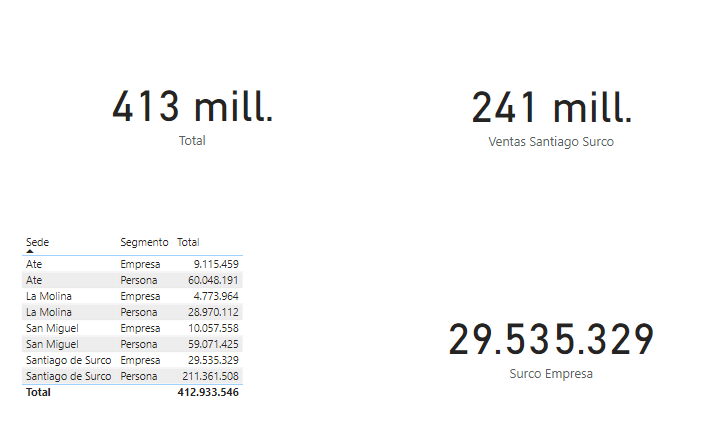 413 mill.
Total
241 mill.
Ventas Santiago Surco
Sede Segmento Total
Ate Empresa 9.115.459
Ate Persona 60.048.191
La Molina Empresa 4.773.964
La Molina Persona 28.970.112
San Miguel Empresa 10.057.558
San Miguel Persona 59.071.425
Santiago de Surco Empresa 29.535.329
Santiago de Surco Persona 211.361.508
Total 412.933.546
29.535.329
Surco Empresa